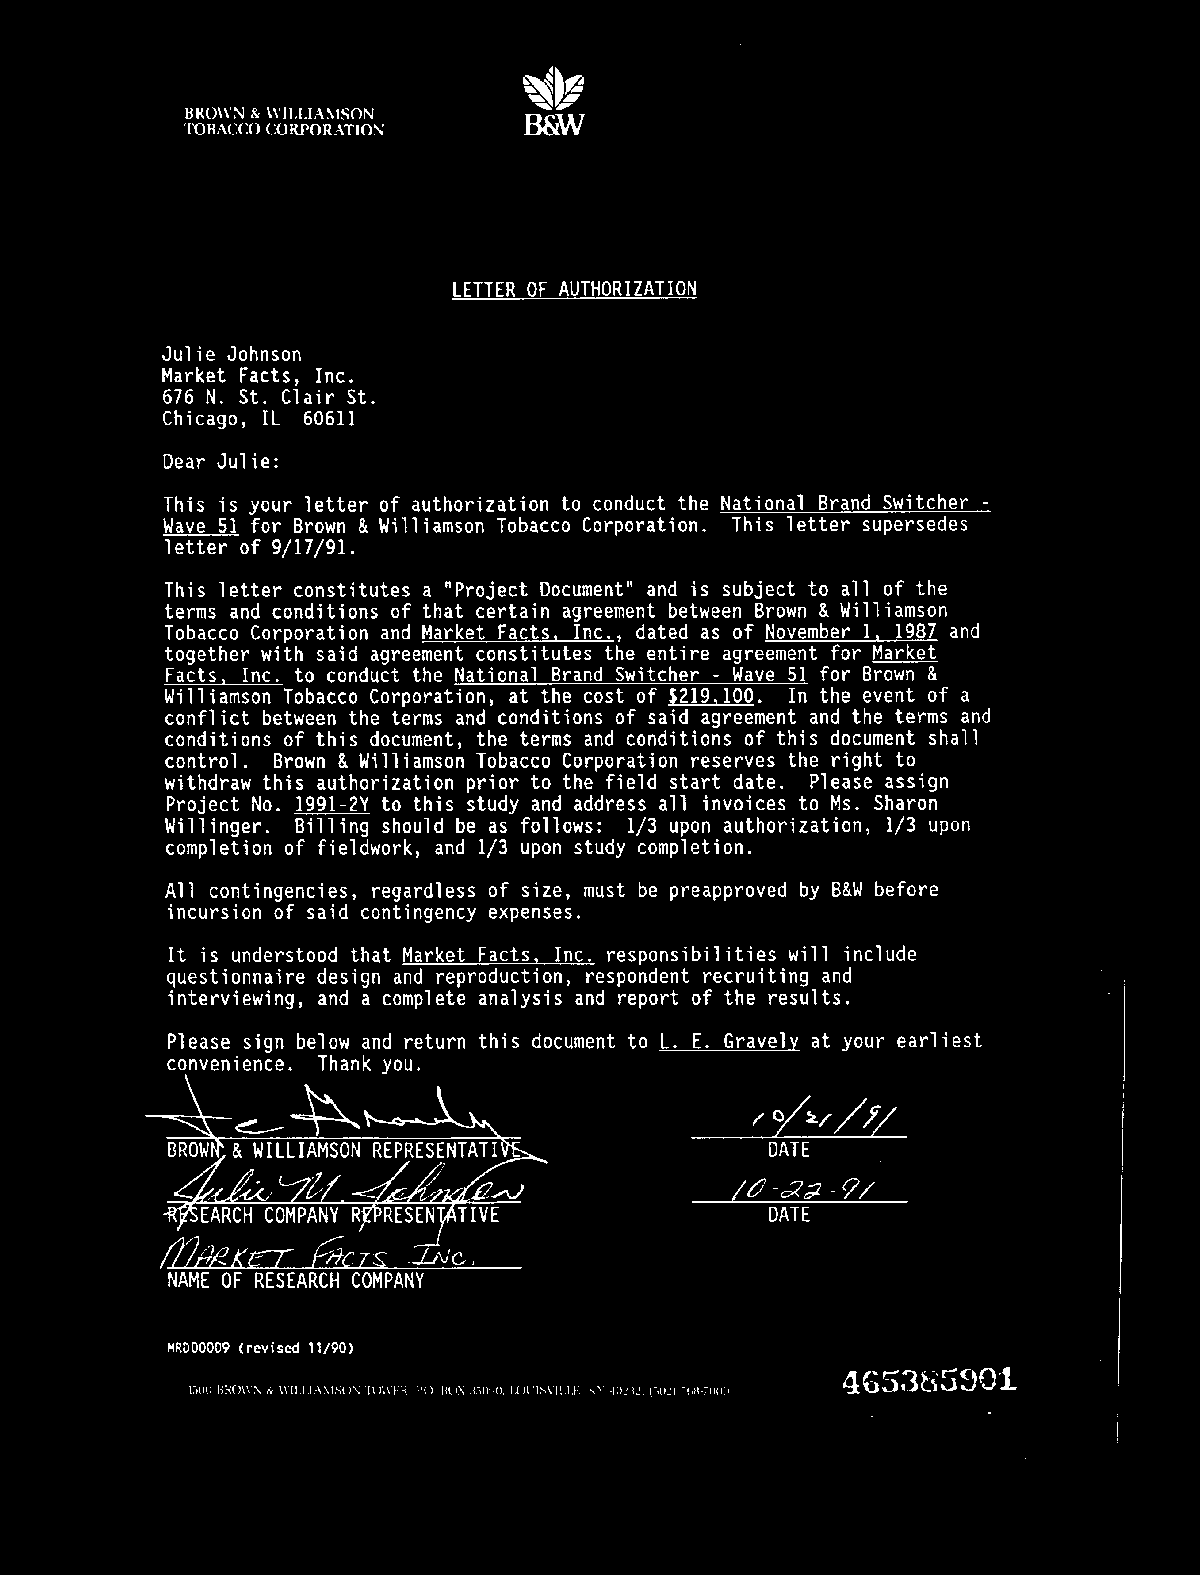 BROWN & WILLIAMSON
TOBACCO CORPORATION
B&W
LETTER OF AUTHORIZATION
Julie Johnson
Market Facts, Inc.
676 N. St. Clair St.
Chicago, IL 60611
Dear Julie:
This is your letter of authorization to conduct the National Brand Switcher -
Wave 51 for Brown & Williamson Tobacco Corporation. This letter supersedes
letter of 9/17/91.
This letter constitutes a "Project Document" and is subject to all of the
terms and conditions of that certain agreement between Brown & Williamson
Tobacco Corporation and Market Facts, Inc., dated as of November 1, 1987 and
together with said agreement constitutes the entire agreement for Market
Facts, Inc. to conduct the National Brand Switcher - Wave 51 for Brown &
Williamson Tobacco Corporation, at the cost of $219,100. In the event of a
conflict between the terms and conditions of said agreement and the terms and
conditions of this document, the terms and conditions of this document shall
control. Brown & Williamson Tobacco Corporation reserves the right to
withdraw this authorization prior to the field start date. Please assign
Project No. 1991-2Y to this study and address all invoices to Ms. Sharon
Willinger. Billing should be as follows: 1/3 upon authorization, 1/3 upon
completion of fieldwork, and 1/3 upon study completion.
All contingencies, regardless of size, must be preapproved by B&W before
incursion of said contingency expenses.
It is understood that Market Facts, Inc. responsibilities will include
questionnaire design and reproduction, respondent recruiting and
interviewing, and a complete analysis and report of the results.
Please sign below and return this document to L. E. Gravely at your earliest
convenience. Thank you.
10/21/91
BROWN & WILLIAMSON REPRESENTATIVE DATE
Julie M. Johnson 10-22-91
RESEARCH COMPANY REPRESENTATIVE DATE
MARKET FACTS INC.
NAME OF RESEARCH COMPANY
MRDD0009 (revised 11/90)
1500 BROWN & WILLIAMSON TOWER, P.O. BOX 35090, LOUISVILLE, KY 40232, (502)
465385901